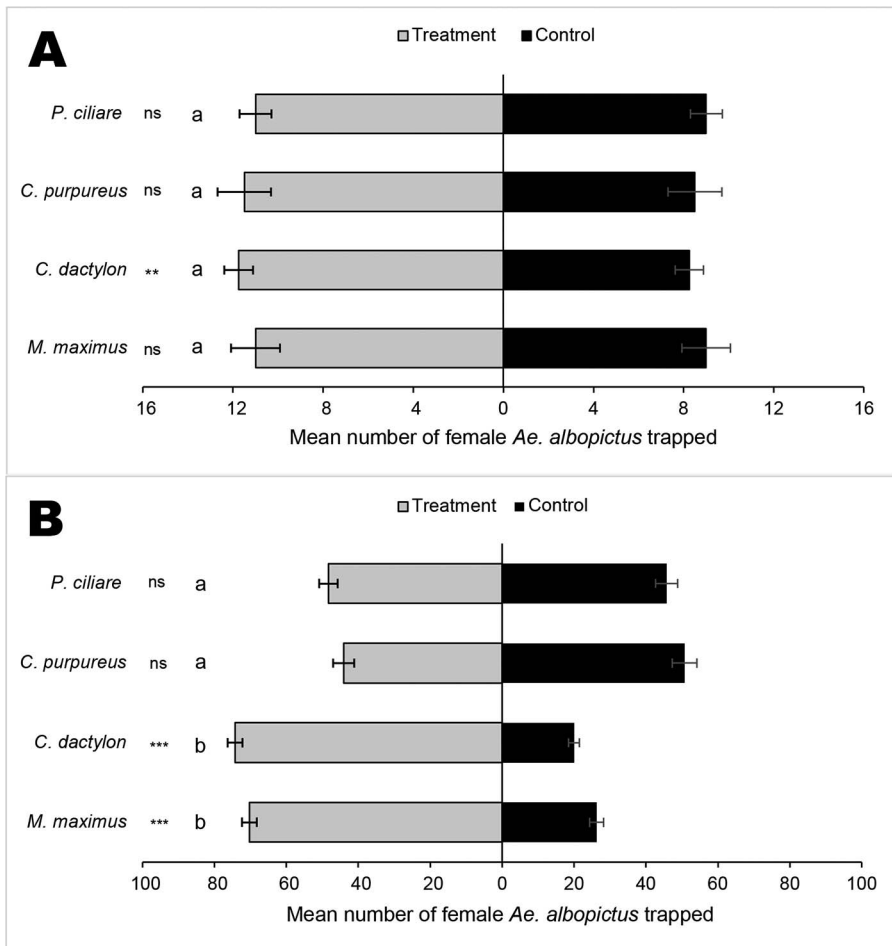 A
Treatment Control
P. ciliare ns a
C. purpureus ns a
C. dactylon ** a
M. maximus ns a
16 12 8 4 0 4 8 12 16
Mean number of female Ae. albopictus trapped
B
Treatment Control
P. ciliare ns a
C. purpureus ns a
C. dactylon *** b
M. maximus *** b
100 80 60 40 20 0 20 40 60 80 100
Mean number of female Ae. albopictus trapped